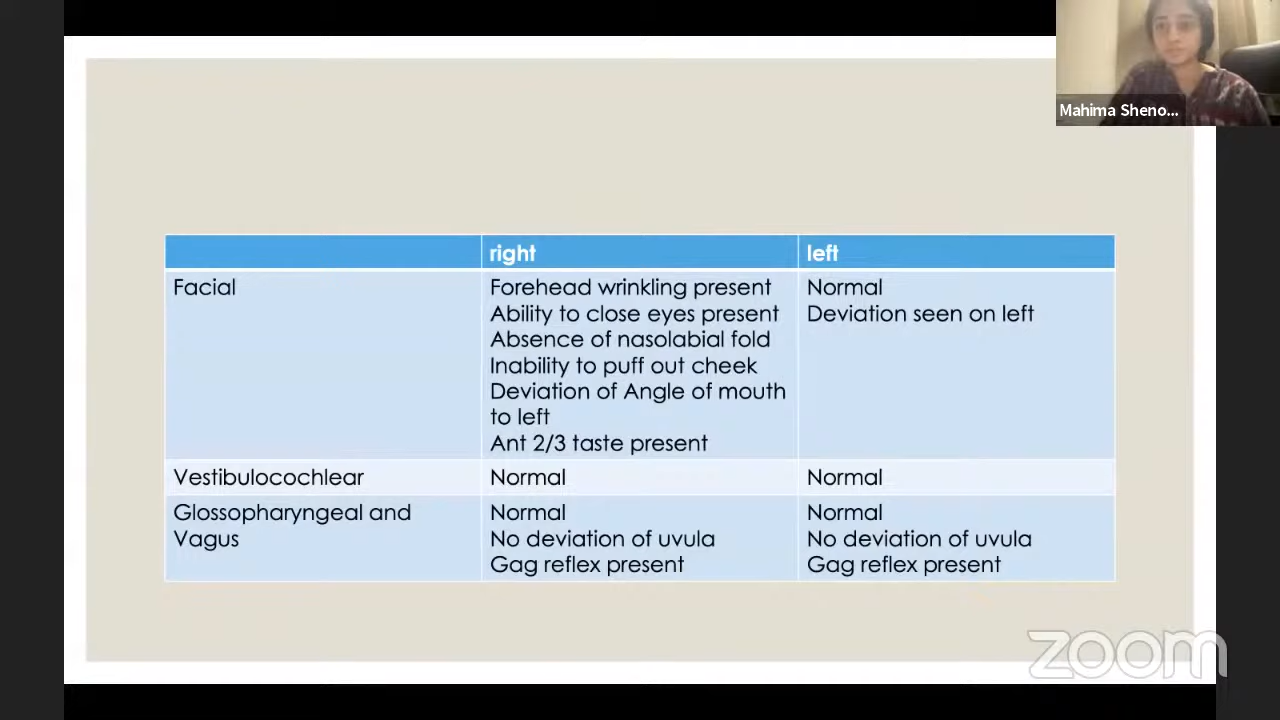 Mahima Sheno...
right
left
Facial
Forehead wrinkling present
Ability to close eyes present
Absence of nasolabial fold
Inability to puff out cheek
Deviation of Angle of mouth
to left
Ant 2/3 taste present
Normal
Deviation seen on left
Vestibulocochlear
Normal
Normal
Glossopharyngeal and
Vagus
Normal
No deviation of uvula
Gag reflex present
Normal
No deviation of uvula
Gag reflex present
zoom